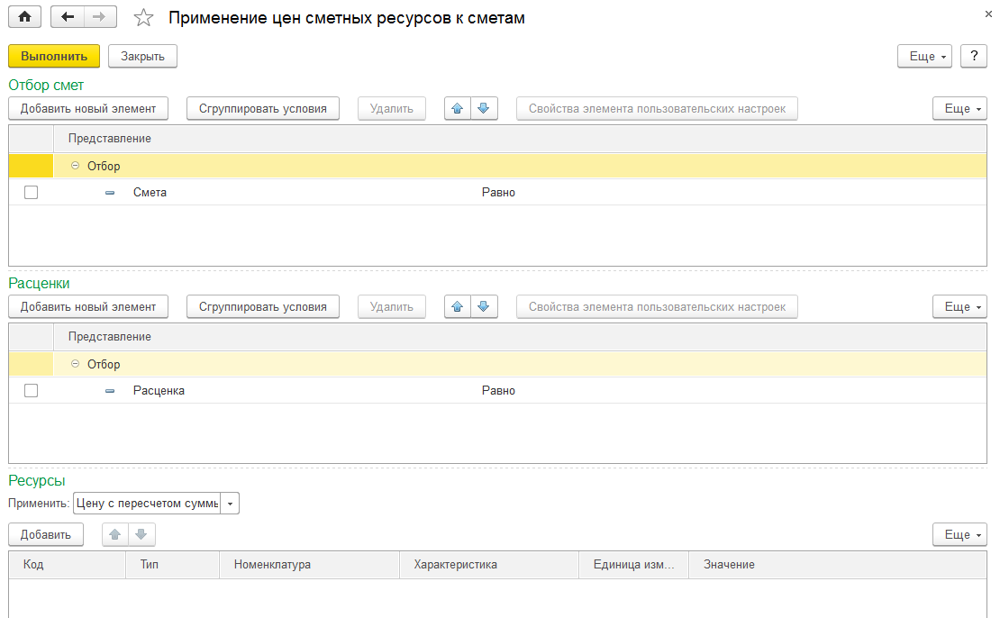 Применение цен сметных ресурсов к сметам
Выполнить Закрыть Еще ?
Отбор смет
Добавить новый элемент Сгруппировать условия Удалить Свойства элемента пользовательских настроек Еще
Представление
Отбор
Смета Равно
Расценки
Добавить новый элемент Сгруппировать условия Удалить Свойства элемента пользовательских настроек Еще
Представление
Отбор
Расценка Равно
Ресурсы
Применить: Цену с пересчетом суммы
Добавить Еще
Код Тип Номенклатура Характеристика Единица изм... Значение